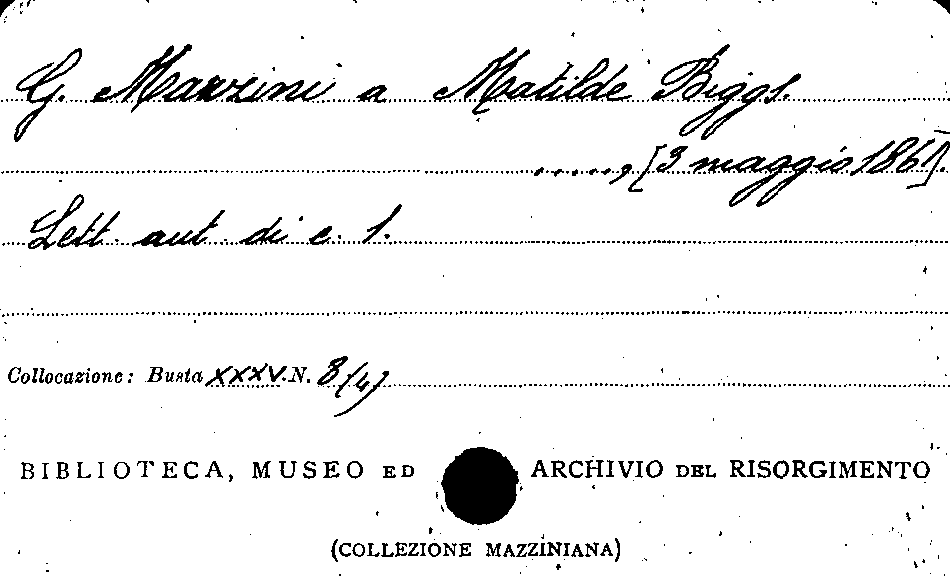 G. Mazzini a Matilde Biggs.
....., [3 maggio 1861].
Lett. aut. di c. 1.
Collocazione: Busta XXXV. N. 8(4)
BIBLIOTECA, MUSEO ED ARCHIVIO DEL RISORGIMENTO
(COLLEZIONE MAZZINIANA)